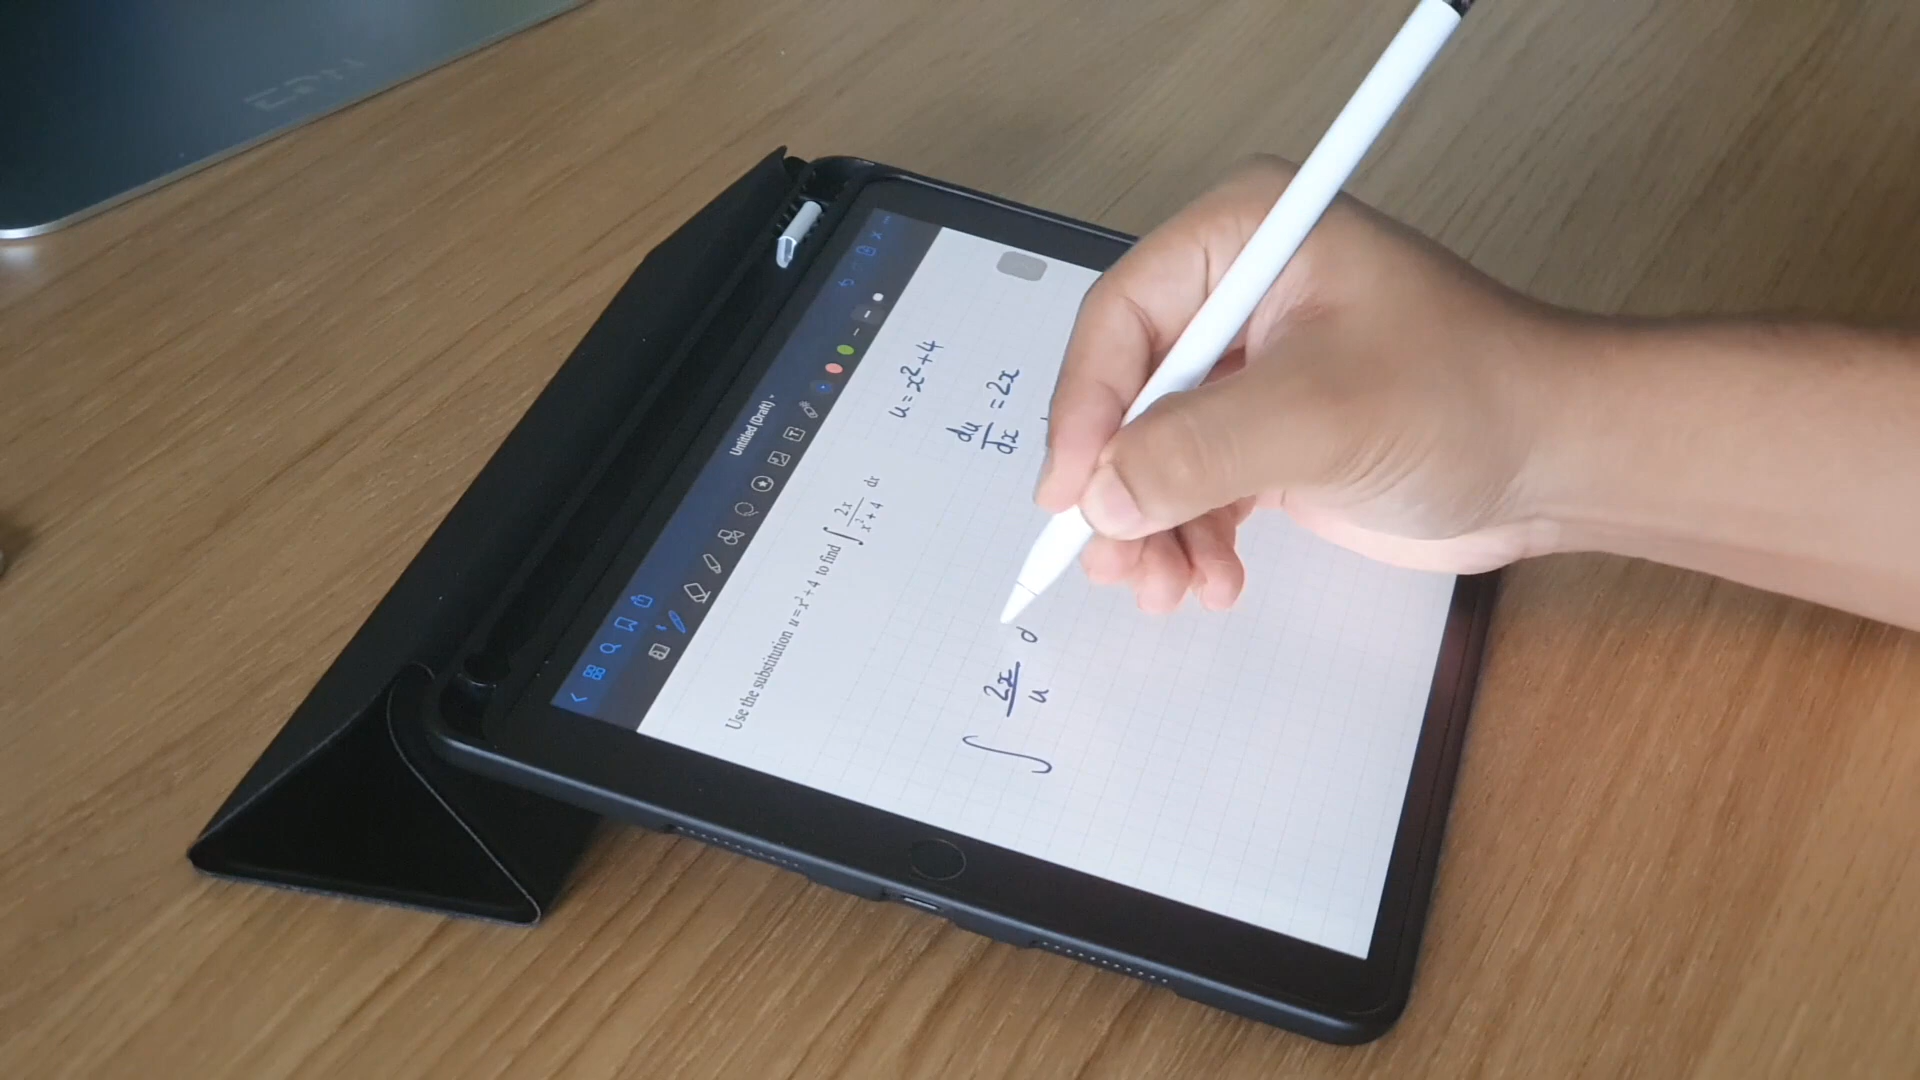 Untitled (Draft)
Use the substitution u = x² + 4 to find ∫ 2x / x² + 4 dx
u = x² + 4
du / dx = 2x
∫ 2x / u d